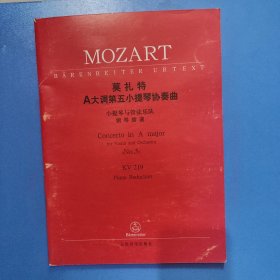 MOZART
BÄRENREITER URTEXT
莫扎特
A大调第五小提琴协奏曲
小提琴与管弦乐队
钢琴缩谱
Concerto in A major
for Violin and Orchestra
»No.5«
KV 219
Piano Reduction
Bärenreiter